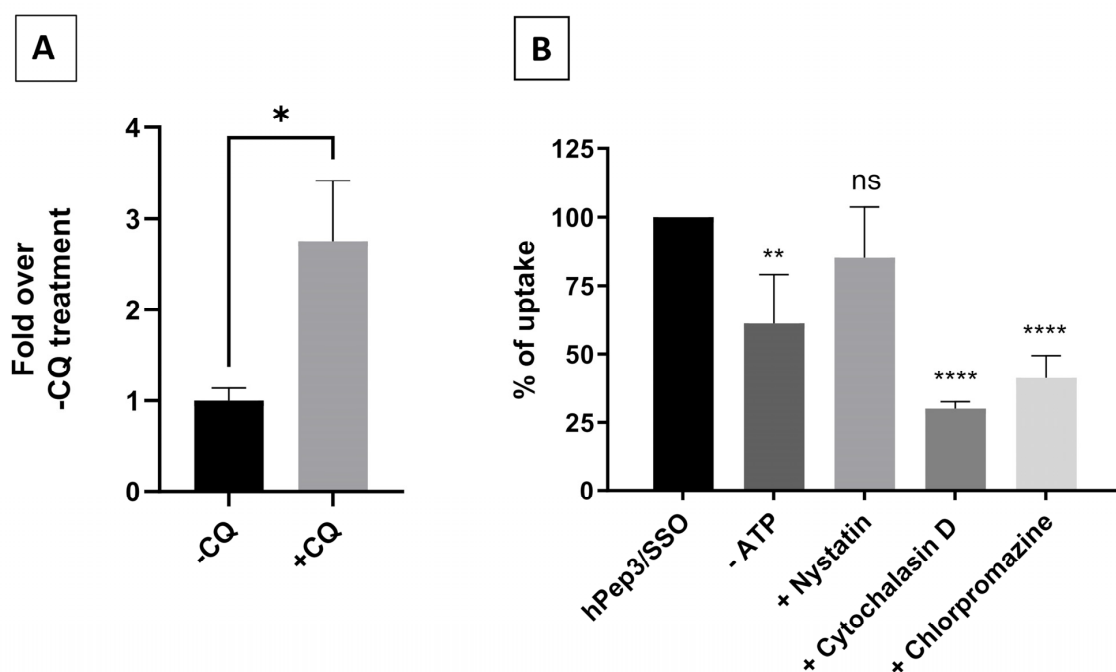 A
Fold over
-CQ treatment
4
3
2
1
0
*
-CQ
+CQ
B
% of uptake
125
100
75
50
25
0
**
ns
****
****
hPep3/SSO
- ATP
+ Nystatin
+ Cytochalasin D
+ Chlorpromazine